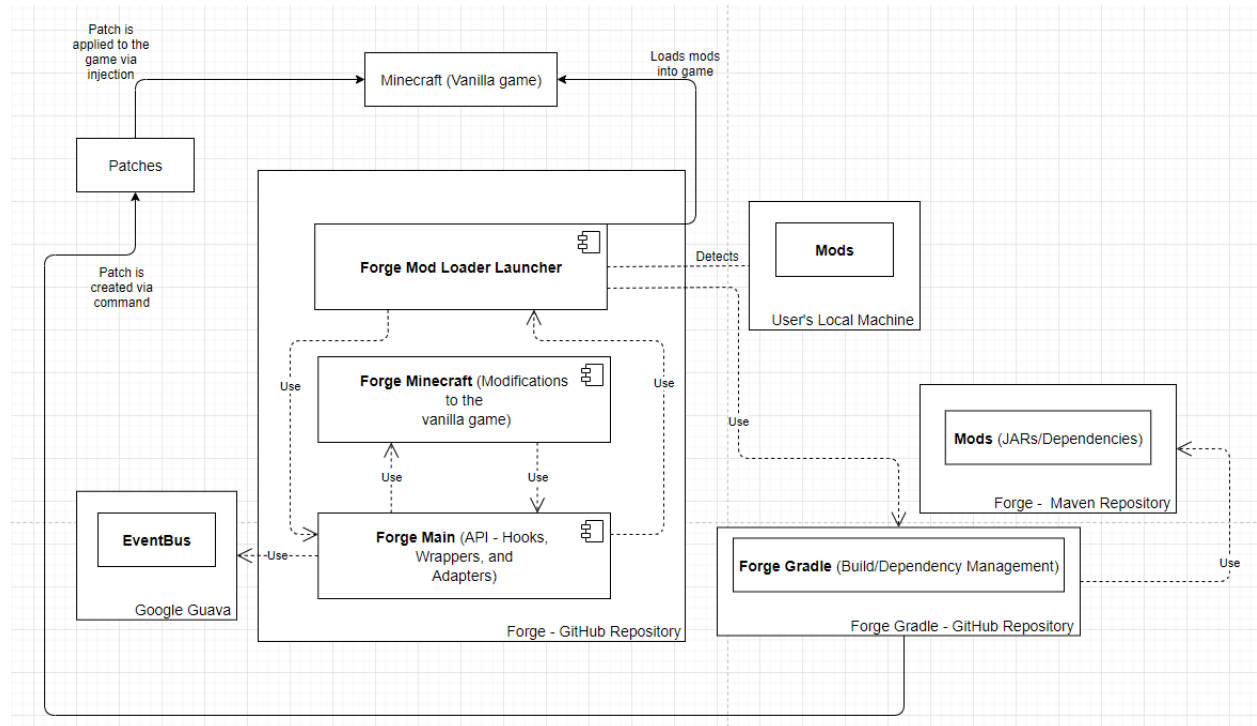 Patch is
applied to the
game via
injection
Minecraft (Vanilla game)
Loads mods
into game
Patches
Patch is
created via
command
Forge Mod Loader Launcher
Detects
Mods
User's Local Machine
Use
Forge Minecraft (Modifications
to the
vanilla game)
Use
Use
Use
Use
Forge Main (API - Hooks,
Wrappers, and
Adapters)
Forge - GitHub Repository
Use
EventBus
Google Guava
Mods (JARs/Dependencies)
Forge - Maven Repository
Forge Gradle (Build/Dependency Management)
Forge Gradle - GitHub Repository
Use